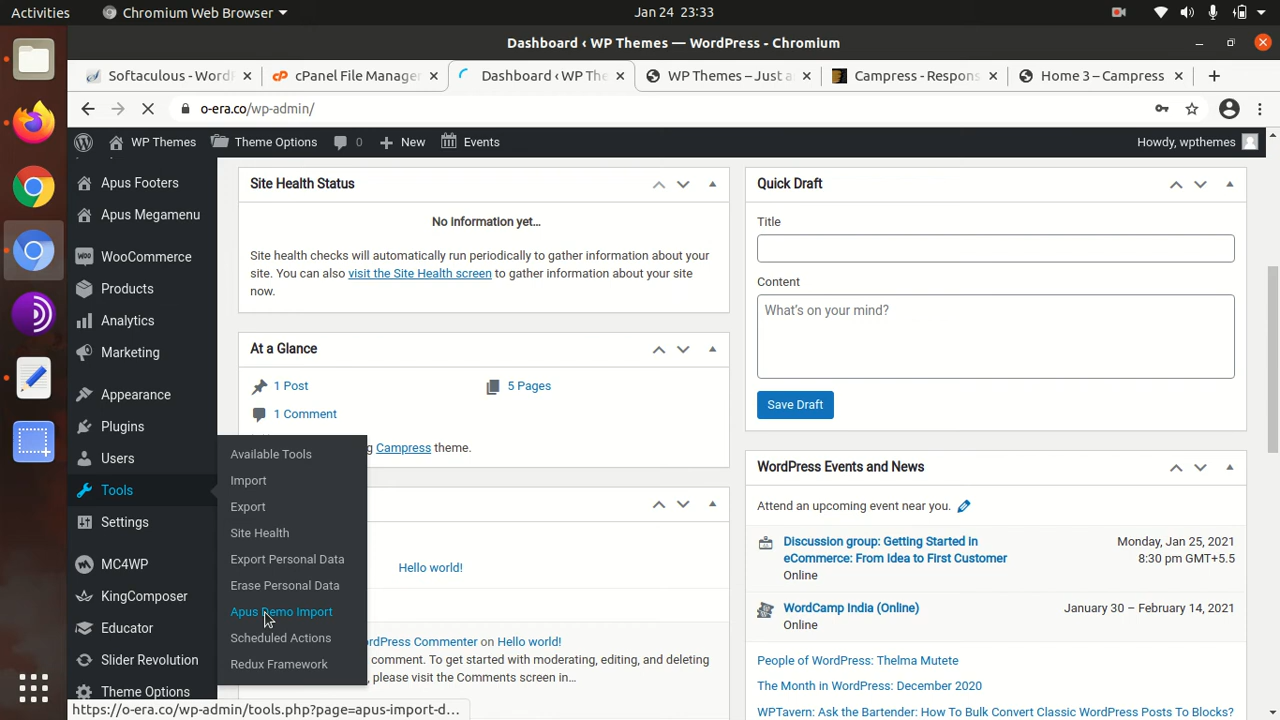 Activities
Chromium Web Browser
Jan 24 23:33
Dashboard ‹ WP Themes — WordPress - Chromium
Softaculous - Word
cPanel File Manager
Dashboard ‹ WP The
WP Themes – Just a
Campress - Respons
Home 3 – Campress
o-era.co/wp-admin/
WP Themes
Theme Options
0
New
Events
Howdy, wpthemes
Apus Footers
Apus Megamenu
WooCommerce
Products
Analytics
Marketing
Appearance
Plugins
Users
Tools
Settings
MC4WP
KingComposer
Educator
Slider Revolution
Theme Options
Available Tools
Import
Export
Site Health
Export Personal Data
Erase Personal Data
Apus Demo Import
Scheduled Actions
Redux Framework
Site Health Status
No information yet…
Site health checks will automatically run periodically to gather information about your
site. You can also visit the Site Health screen to gather information about your site
now.
At a Glance
1 Post
5 Pages
1 Comment
Campress theme.
Hello world!
Commenter on Hello world!
comment. To get started with moderating, editing, and deleting
please visit the Comments screen in…
Quick Draft
Title
Content
What's on your mind?
Save Draft
WordPress Events and News
Attend an upcoming event near you.
Discussion group: Getting Started in
eCommerce: From Idea to First Customer
Online
Monday, Jan 25, 2021
8:30 pm GMT+5.5
WordCamp India (Online)
Online
January 30 – February 14, 2021
People of WordPress: Thelma Mutete
The Month in WordPress: December 2020
WPTavern: Ask the Bartender: How To Bulk Convert Classic WordPress Posts To Blocks?
https://o-era.co/wp-admin/tools.php?page=apus-import-d…